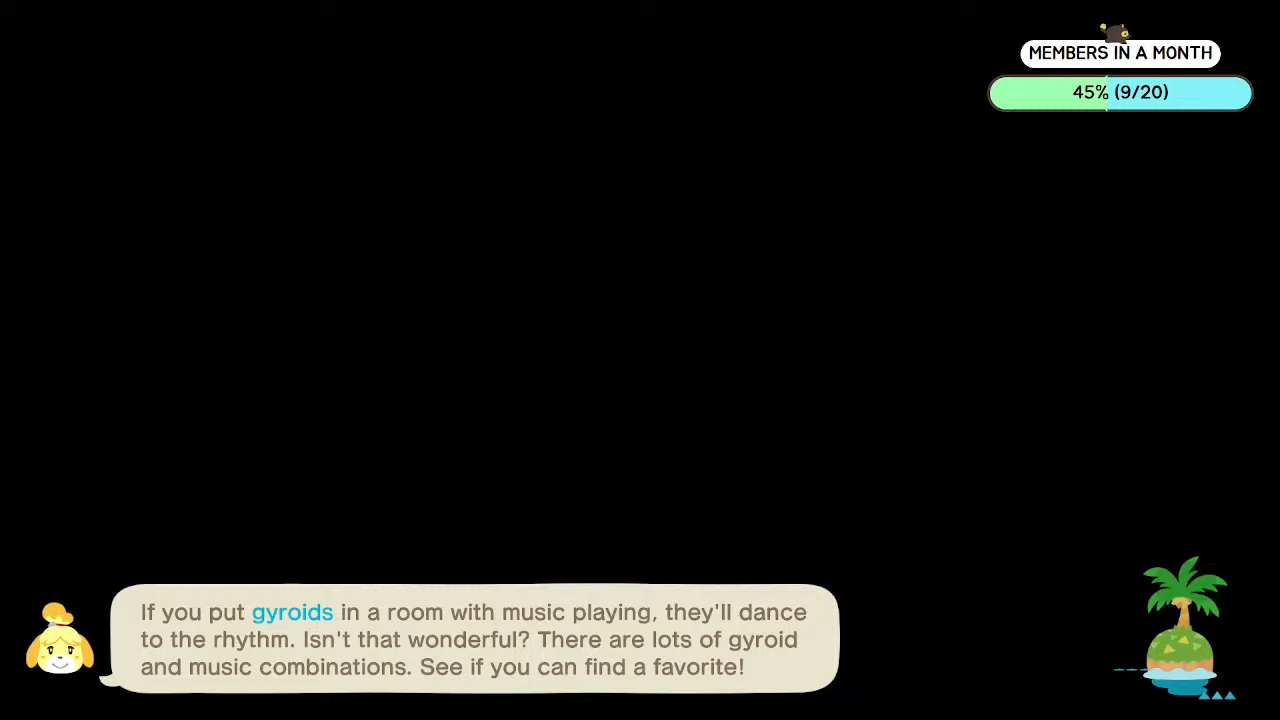 MEMBERS IN A MONTH
45% (9/20)
If you put gyroids in a room with music playing, they'll dance
to the rhythm. Isn't that wonderful? There are lots of gyroid
and music combinations. See if you can find a favorite!